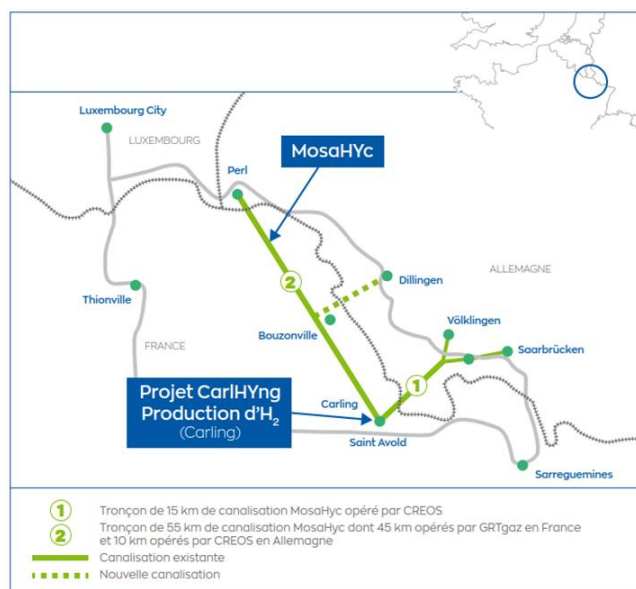 Luxembourg City
LUXEMBOURG
MosaHYc
Perl
ALLEMAGNE
Dillingen
2
Thionville
Bouzonville
Völklingen
FRANCE
Saarbrücken
Projet CarlHYng
Production d'H₂
(Carling)
Carling
1
Saint Avold
Sarreguemines
1 Tronçon de 15 km de canalisation MosaHyc opéré par CREOS
2 Tronçon de 55 km de canalisation MosaHyc dont 45 km opérés par GRTgaz en France
et 10 km opérés par CREOS en Allemagne
Canalisation existante
Nouvelle canalisation